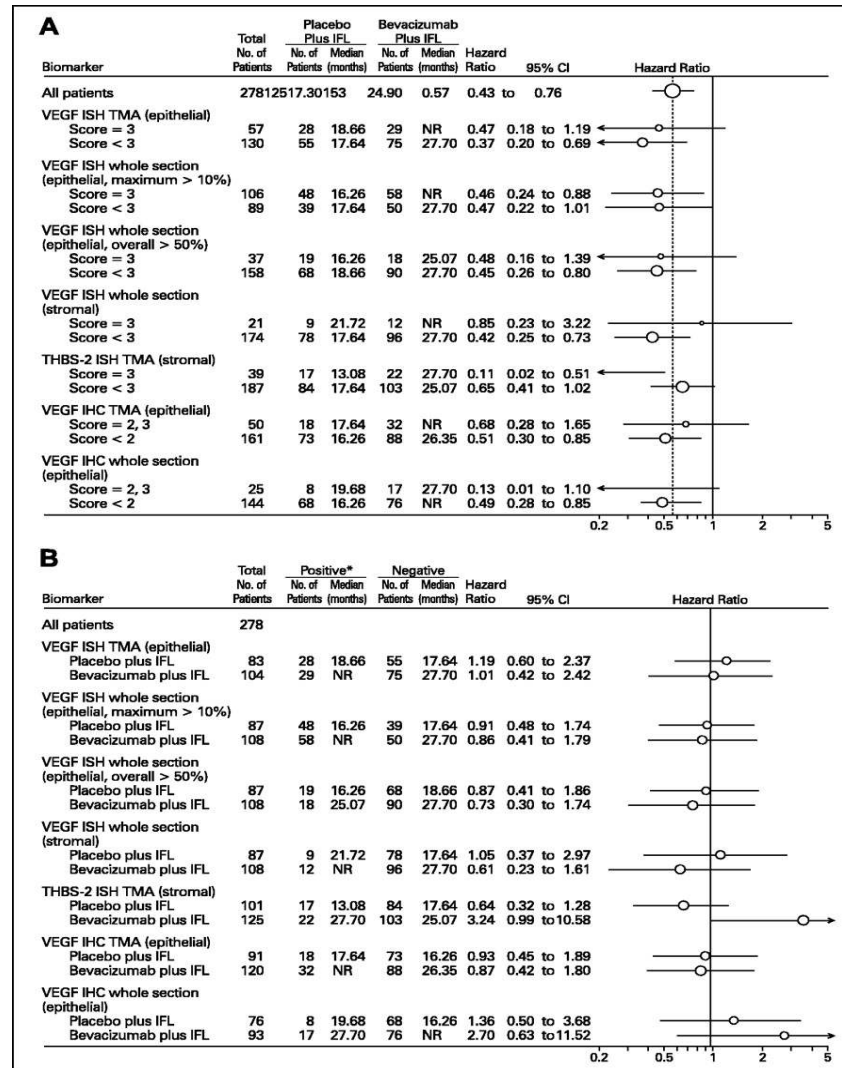 A
Placebo Bevacizumab
Total Plus IFL Plus IFL
No. of No. of Median No. of Median Hazard
Biomarker Patients Patients (months) Patients (months) Ratio 95% CI Hazard Ratio
All patients 27812517.30153 24.90 0.57 0.43 to 0.76
VEGF ISH TMA (epithelial)
Score = 3 57 28 18.66 29 NR 0.47 0.18 to 1.19
Score < 3 130 55 17.64 75 27.70 0.37 0.20 to 0.69
VEGF ISH whole section
(epithelial, maximum > 10%)
Score = 3 106 48 16.26 58 NR 0.46 0.24 to 0.88
Score < 3 89 39 17.64 50 27.70 0.47 0.22 to 1.01
VEGF ISH whole section
(epithelial, overall > 50%)
Score = 3 37 19 16.26 18 25.07 0.48 0.16 to 1.39
Score < 3 158 68 18.66 90 27.70 0.45 0.26 to 0.80
VEGF ISH whole section
(stromal)
Score = 3 21 9 21.72 12 NR 0.85 0.23 to 3.22
Score < 3 174 78 17.64 96 27.70 0.42 0.25 to 0.73
THBS-2 ISH TMA (stromal)
Score = 3 39 17 13.08 22 27.70 0.11 0.02 to 0.51
Score < 3 187 84 17.64 103 25.07 0.65 0.41 to 1.02
VEGF IHC TMA (epithelial)
Score = 2, 3 50 18 17.64 32 NR 0.68 0.28 to 1.65
Score < 2 161 73 16.26 88 26.35 0.51 0.30 to 0.85
VEGF IHC whole section
(epithelial)
Score = 2, 3 25 8 19.68 17 27.70 0.13 0.01 to 1.10
Score < 2 144 68 16.26 76 NR 0.49 0.28 to 0.85
0.2 0.5 1 2 5
B
Total Positive* Negative
No. of No. of Median No. of Median Hazard
Biomarker Patients Patients (months) Patients (months) Ratio 95% CI Hazard Ratio
All patients 278
VEGF ISH TMA (epithelial)
Placebo plus IFL 83 28 18.66 55 17.64 1.19 0.60 to 2.37
Bevacizumab plus IFL 104 29 NR 75 27.70 1.01 0.42 to 2.42
VEGF ISH whole section
(epithelial, maximum > 10%)
Placebo plus IFL 87 48 16.26 39 17.64 0.91 0.48 to 1.74
Bevacizumab plus IFL 108 58 NR 50 27.70 0.86 0.41 to 1.79
VEGF ISH whole section
(epithelial, overall > 50%)
Placebo plus IFL 87 19 16.26 68 18.66 0.87 0.41 to 1.86
Bevacizumab plus IFL 108 18 25.07 90 27.70 0.73 0.30 to 1.74
VEGF ISH whole section
(stromal)
Placebo plus IFL 87 9 21.72 78 17.64 1.05 0.37 to 2.97
Bevacizumab plus IFL 108 12 NR 96 27.70 0.61 0.23 to 1.61
THBS-2 ISH TMA (stromal)
Placebo plus IFL 101 17 13.08 84 17.64 0.64 0.32 to 1.28
Bevacizumab plus IFL 125 22 27.70 103 25.07 3.24 0.99 to10.58
VEGF IHC TMA (epithelial)
Placebo plus IFL 91 18 17.64 73 16.26 0.93 0.45 to 1.89
Bevacizumab plus IFL 120 32 NR 88 26.35 0.87 0.42 to 1.80
VEGF IHC whole section
(epithelial)
Placebo plus IFL 76 8 19.68 68 16.26 1.36 0.50 to 3.68
Bevacizumab plus IFL 93 17 27.70 76 NR 2.70 0.63 to11.52
0.2 0.5 1 2 5